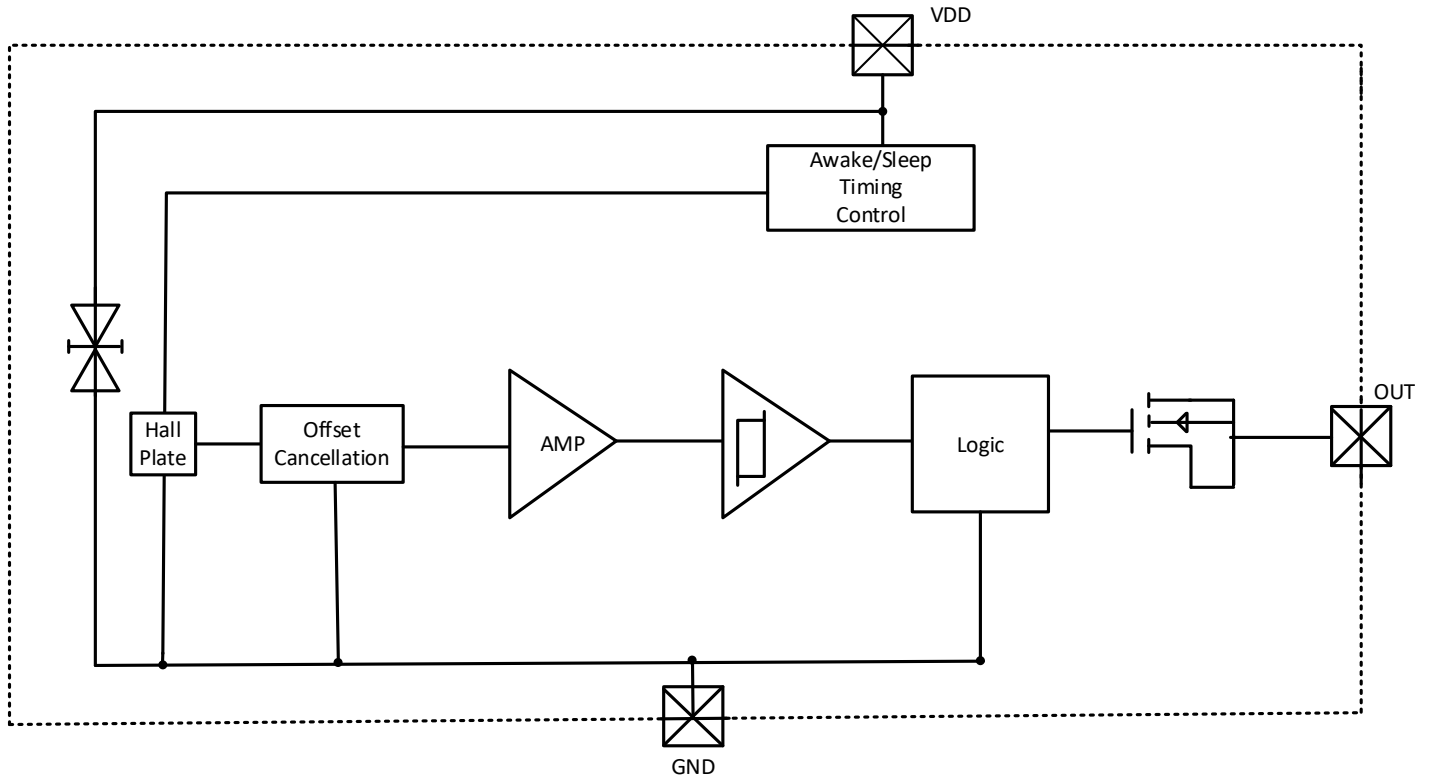 VDD
Awake/Sleep
Timing
Control
OUT
Hall
Plate
Offset
Cancellation
AMP
Logic
GND